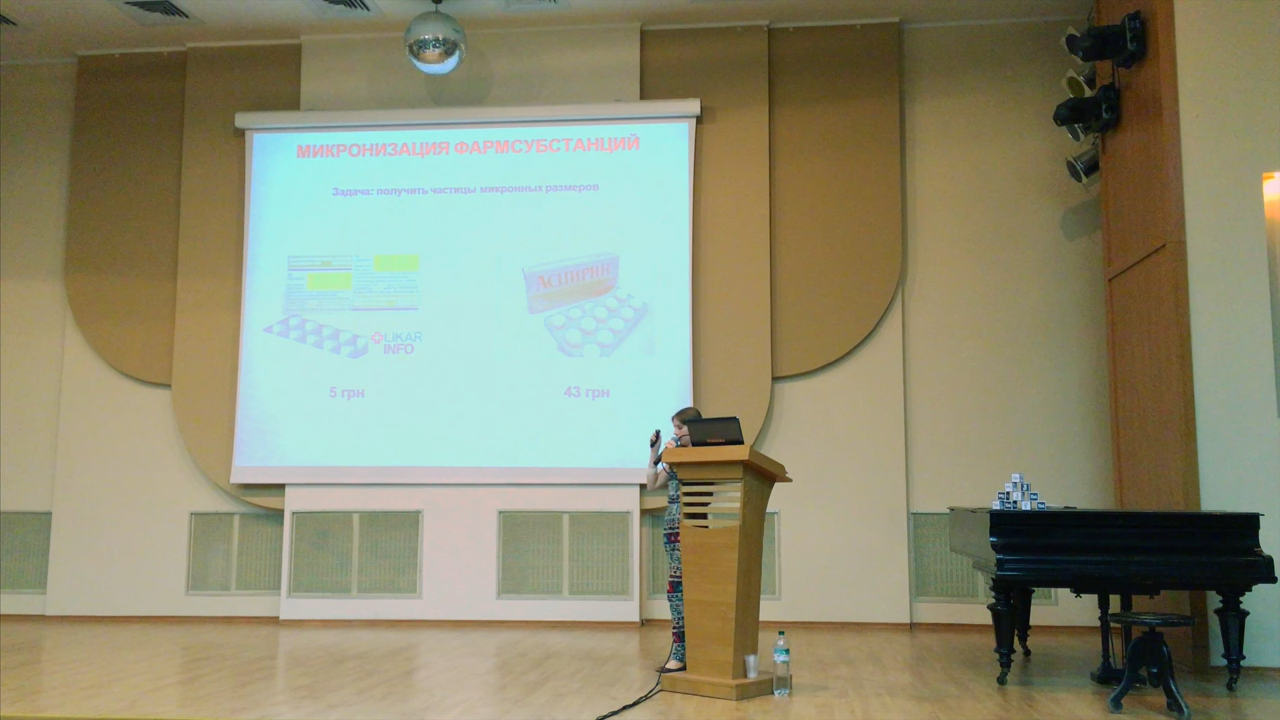 МИКРОНИЗАЦИЯ ФАРМСУБСТАНЦИЙ
Задача: получить частицы микронных размеров
АСПИРИН
LIKAR
INFO
5 грн
43 грн